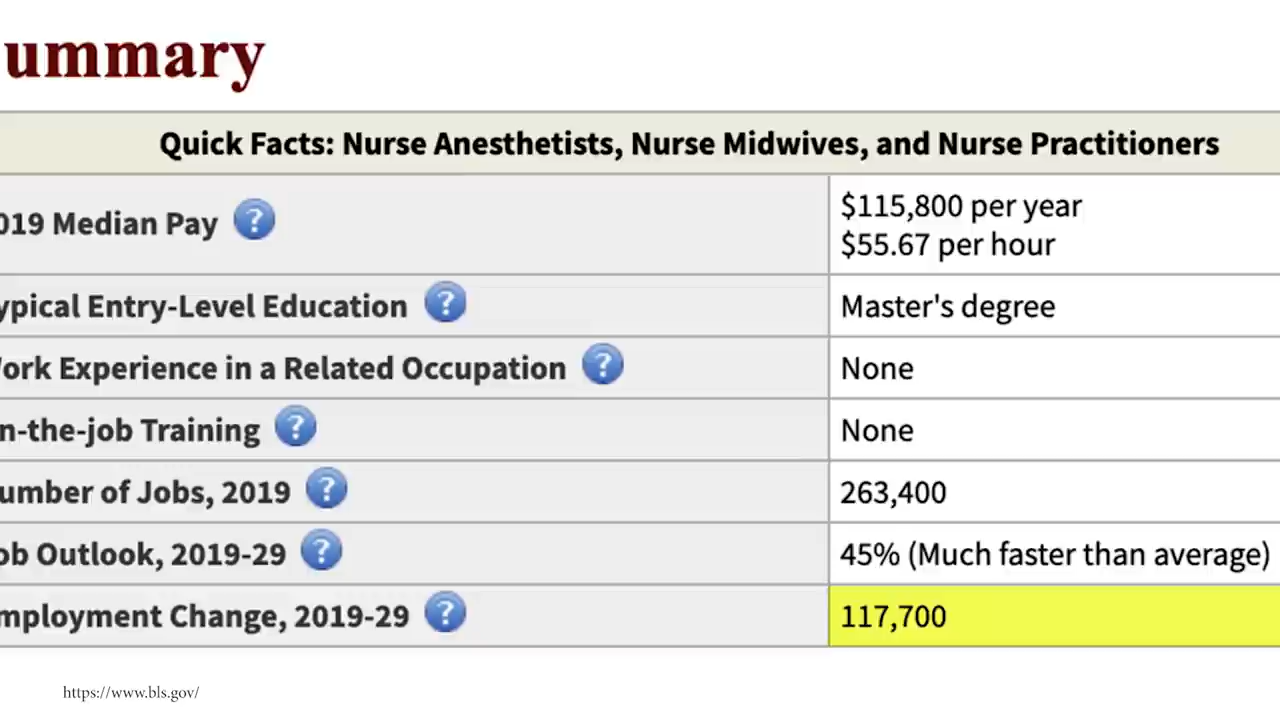 ummary
Quick Facts: Nurse Anesthetists, Nurse Midwives, and Nurse Practitioners
019 Median Pay ?
$115,800 per year
$55.67 per hour
ypical Entry-Level Education ?
Master's degree
ork Experience in a Related Occupation ?
None
n-the-job Training ?
None
umber of Jobs, 2019 ?
263,400
ob Outlook, 2019-29 ?
45% (Much faster than average)
mployment Change, 2019-29 ?
117,700
https://www.bls.gov/